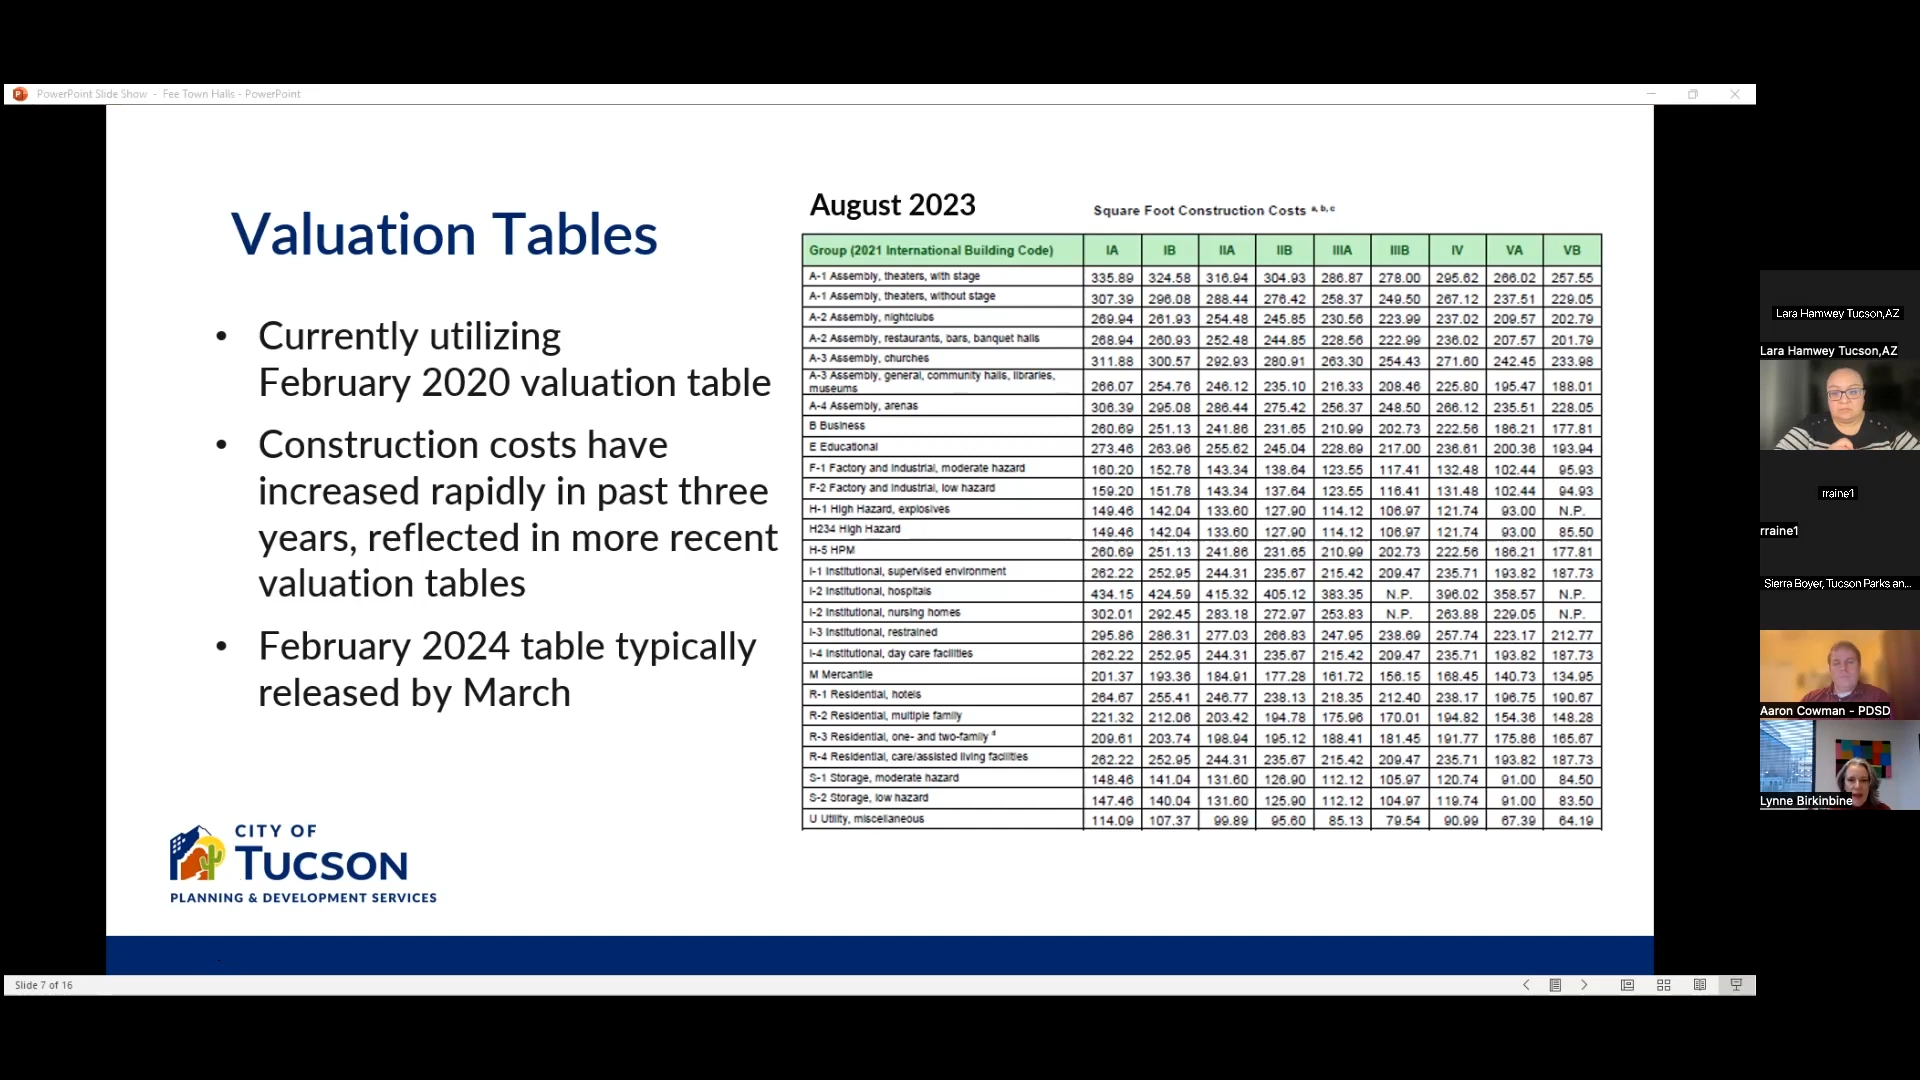 PowerPoint Slide Show - Fee Town Halls - PowerPoint
Valuation Tables
• Currently utilizing
February 2020 valuation table
• Construction costs have
increased rapidly in past three
years, reflected in more recent
valuation tables
• February 2024 table typically
released by March
CITY OF
TUCSON
PLANNING & DEVELOPMENT SERVICES
August 2023
Square Foot Construction Costs a, b, c
Group (2021 International Building Code) IA IB IIA IIB IIIA IIIB IV VA VB
A-1 Assembly, theaters, with stage 335.89 324.58 316.94 304.93 286.87 278.00 295.62 266.02 257.55
A-1 Assembly, theaters, without stage 307.39 296.08 288.44 276.42 258.37 249.50 267.12 237.51 229.05
A-2 Assembly, nightclubs 269.94 261.93 254.48 245.85 230.56 223.99 237.02 209.57 202.79
A-2 Assembly, restaurants, bars, banquet halls 268.94 260.93 252.48 244.85 228.56 222.99 236.02 207.57 201.79
A-3 Assembly, churches 311.88 300.57 292.93 280.91 263.30 254.43 271.60 242.45 233.98
A-3 Assembly, general, community halls, libraries,
museums 266.07 254.76 246.12 235.10 216.33 208.46 225.80 195.47 188.01
A-4 Assembly, arenas 306.39 295.08 286.44 275.42 256.37 248.50 266.12 235.51 228.05
B Business 260.69 251.13 241.86 231.65 210.99 202.73 222.56 186.21 177.81
E Educational 273.46 263.96 255.62 245.04 228.69 217.00 236.61 200.36 193.94
F-1 Factory and industrial, moderate hazard 160.20 152.78 143.34 138.64 123.55 117.41 132.48 102.44 95.93
F-2 Factory and industrial, low hazard 159.20 151.78 143.34 137.64 123.55 116.41 131.48 102.44 94.93
H-1 High Hazard, explosives 149.46 142.04 133.60 127.90 114.12 106.97 121.74 93.00 N.P.
H234 High Hazard 149.46 142.04 133.60 127.90 114.12 106.97 121.74 93.00 85.50
H-5 HPM 260.69 251.13 241.86 231.65 210.99 202.73 222.56 186.21 177.81
I-1 Institutional, supervised environment 262.22 252.95 244.31 235.67 215.42 209.47 235.71 193.82 187.73
I-2 Institutional, hospitals 434.15 424.59 415.32 405.12 383.35 N.P. 396.02 358.57 N.P.
I-2 Institutional, nursing homes 302.01 292.45 283.18 272.97 253.83 N.P. 263.88 229.05 N.P.
I-3 Institutional, restrained 295.86 286.31 277.03 266.83 247.95 238.69 257.74 223.17 212.77
I-4 Institutional, day care facilities 262.22 252.95 244.31 235.67 215.42 209.47 235.71 193.82 187.73
M Mercantile 201.37 193.36 184.91 177.28 161.72 156.15 168.45 140.73 134.95
R-1 Residential, hotels 264.67 255.41 246.77 238.13 218.35 212.40 238.17 196.75 190.67
R-2 Residential, multiple family 221.32 212.06 203.42 194.78 175.96 170.01 194.82 154.36 148.28
R-3 Residential, one- and two-family d 209.61 203.74 198.94 195.12 188.41 181.45 191.77 175.86 165.67
R-4 Residential, care/assisted living facilities 262.22 252.95 244.31 235.67 215.42 209.47 235.71 193.82 187.73
S-1 Storage, moderate hazard 148.46 141.04 131.60 126.90 112.12 105.97 120.74 91.00 84.50
S-2 Storage, low hazard 147.46 140.04 131.60 125.90 112.12 104.97 119.74 91.00 83.50
U Utility, miscellaneous 114.09 107.37 99.89 95.60 85.13 79.54 90.99 67.39 64.19
Slide 7 of 16
Lara Hamwey Tucson,AZ
Lara Hamwey Tucson,AZ
rraine1
rraine1
Sierra Boyer, Tucson Parks an...
Aaron Cowman - PDSD
Lynne Birkinbine